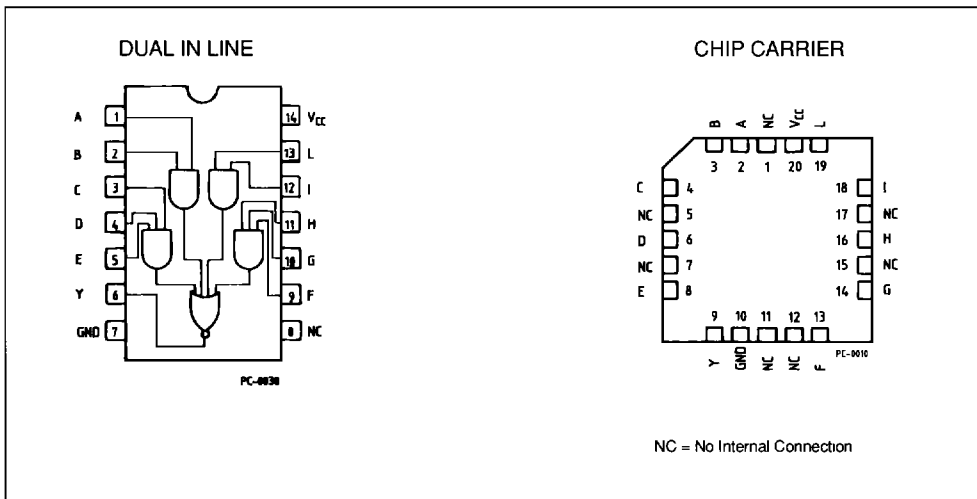 DUAL IN LINE
A 1 14 VCC
B 2 13 L
C 3 12 I
D 4 11 H
E 5 10 G
Y 6 9 F
GND 7 8 NC
PC-0030
CHIP CARRIER
B A NC VCC L
3 2 1 20 19
C 4 18 I
NC 5 17 NC
D 6 16 H
NC 7 15 NC
E 8 14 G
9 10 11 12 13
Y GND NC NC F
PC-0010
NC = No Internal Connection